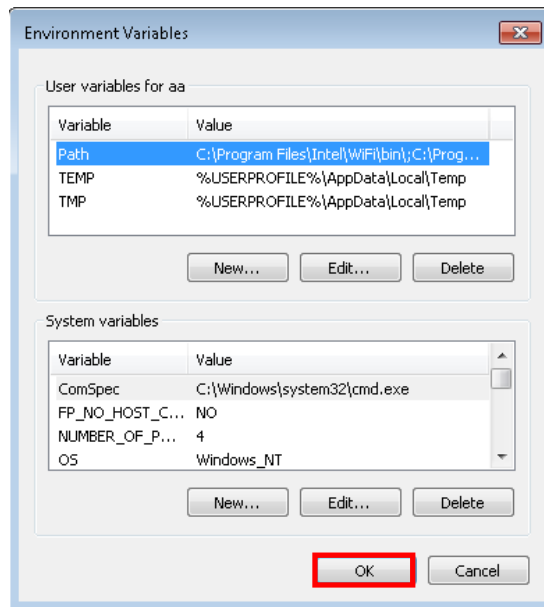 Environment Variables
User variables for aa
Variable Value
Path C:\Program Files\Intel\WiFi\bin\;C:\Prog...
TEMP %USERPROFILE%\AppData\Local\Temp
TMP %USERPROFILE%\AppData\Local\Temp
New... Edit... Delete
System variables
Variable Value
ComSpec C:\Windows\system32\cmd.exe
FP_NO_HOST_C... NO
NUMBER_OF_P... 4
OS Windows_NT
New... Edit... Delete
OK Cancel